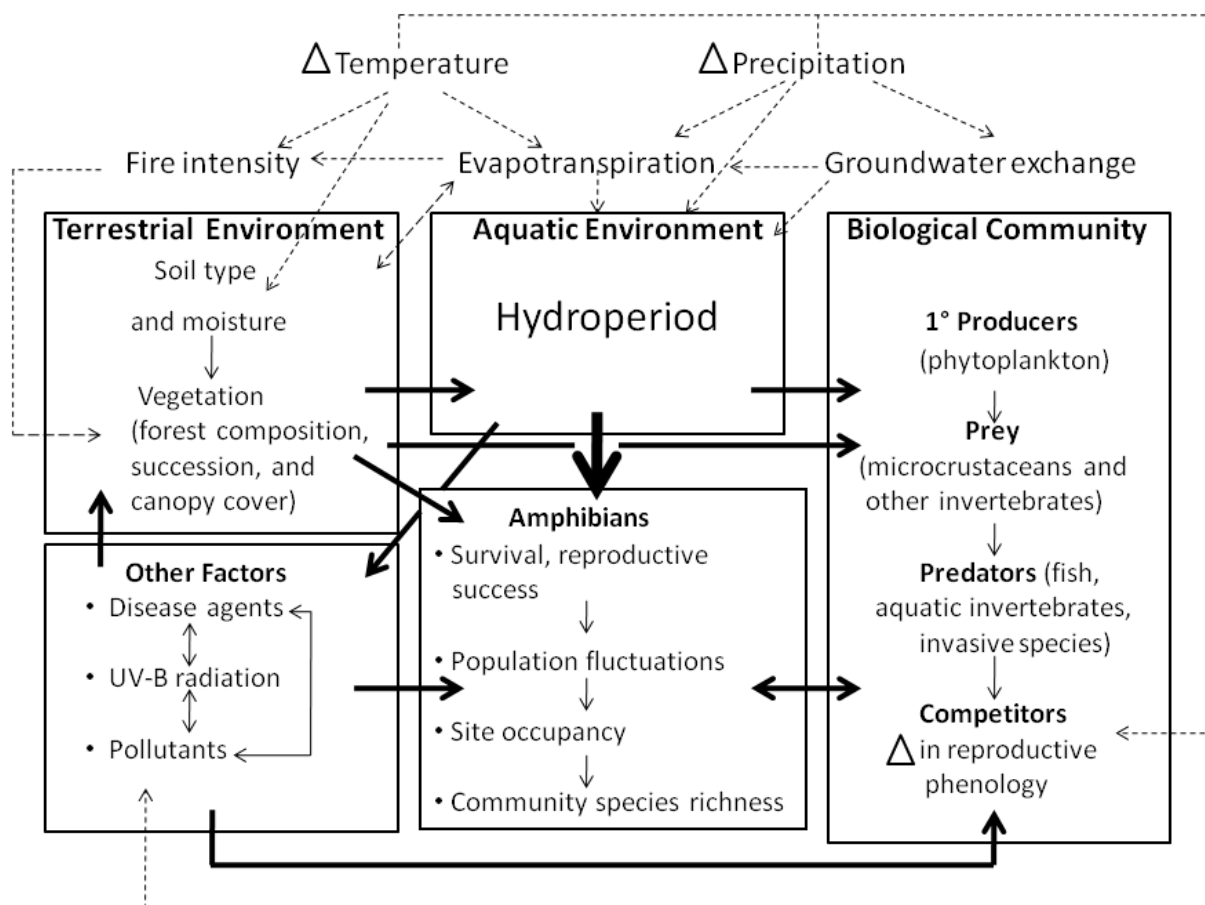 Δ Temperature
Δ Precipitation
Fire intensity
Evapotranspiration
Groundwater exchange
Terrestrial Environment
Soil type
and moisture
Vegetation
(forest composition,
succession, and
canopy cover)
Aquatic Environment
Hydroperiod
Biological Community
1° Producers
(phytoplankton)
Prey
(microcrustaceans and
other invertebrates)
Predators (fish,
aquatic invertebrates,
invasive species)
Competitors
Δ in reproductive
phenology
Other Factors
• Disease agents
• UV-B radiation
• Pollutants
Amphibians
• Survival, reproductive
success
• Population fluctuations
• Site occupancy
• Community species richness